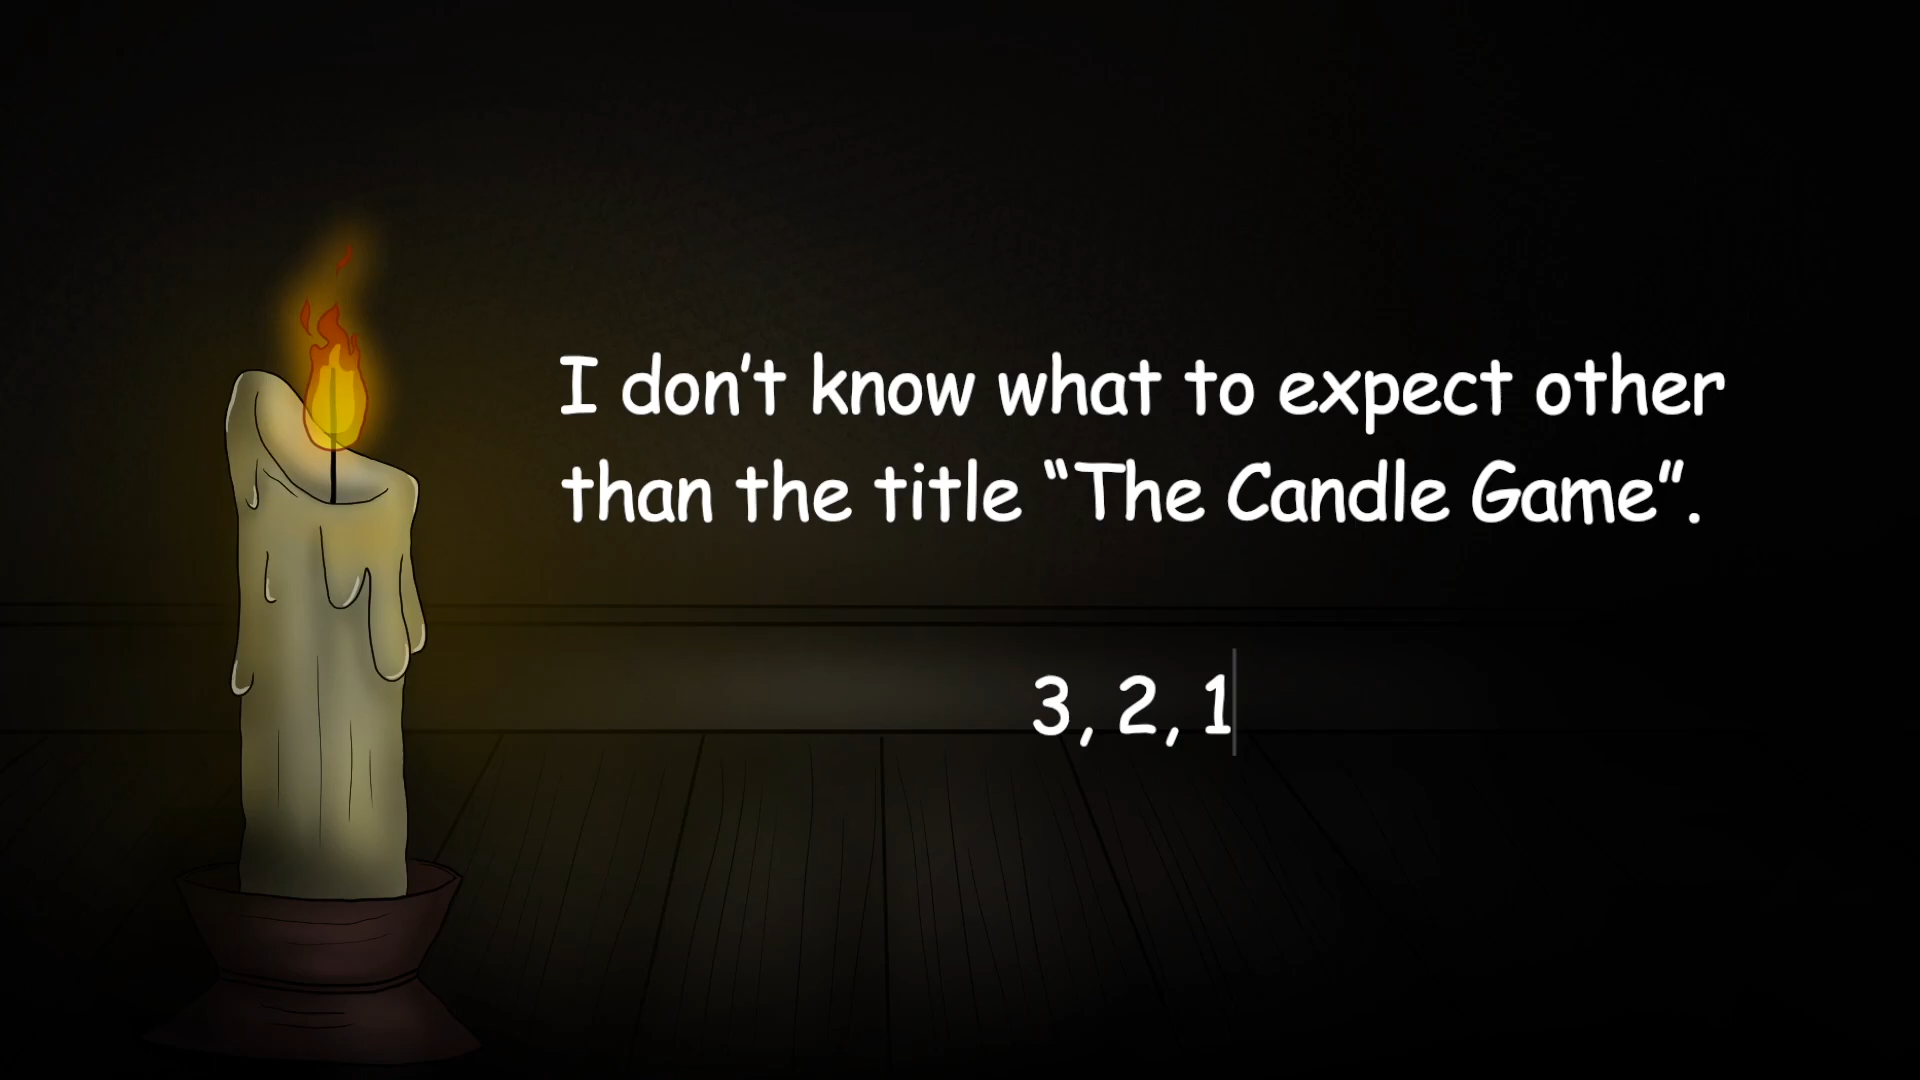 I don’t know what to expect other
than the title “The Candle Game”.
3, 2, 1